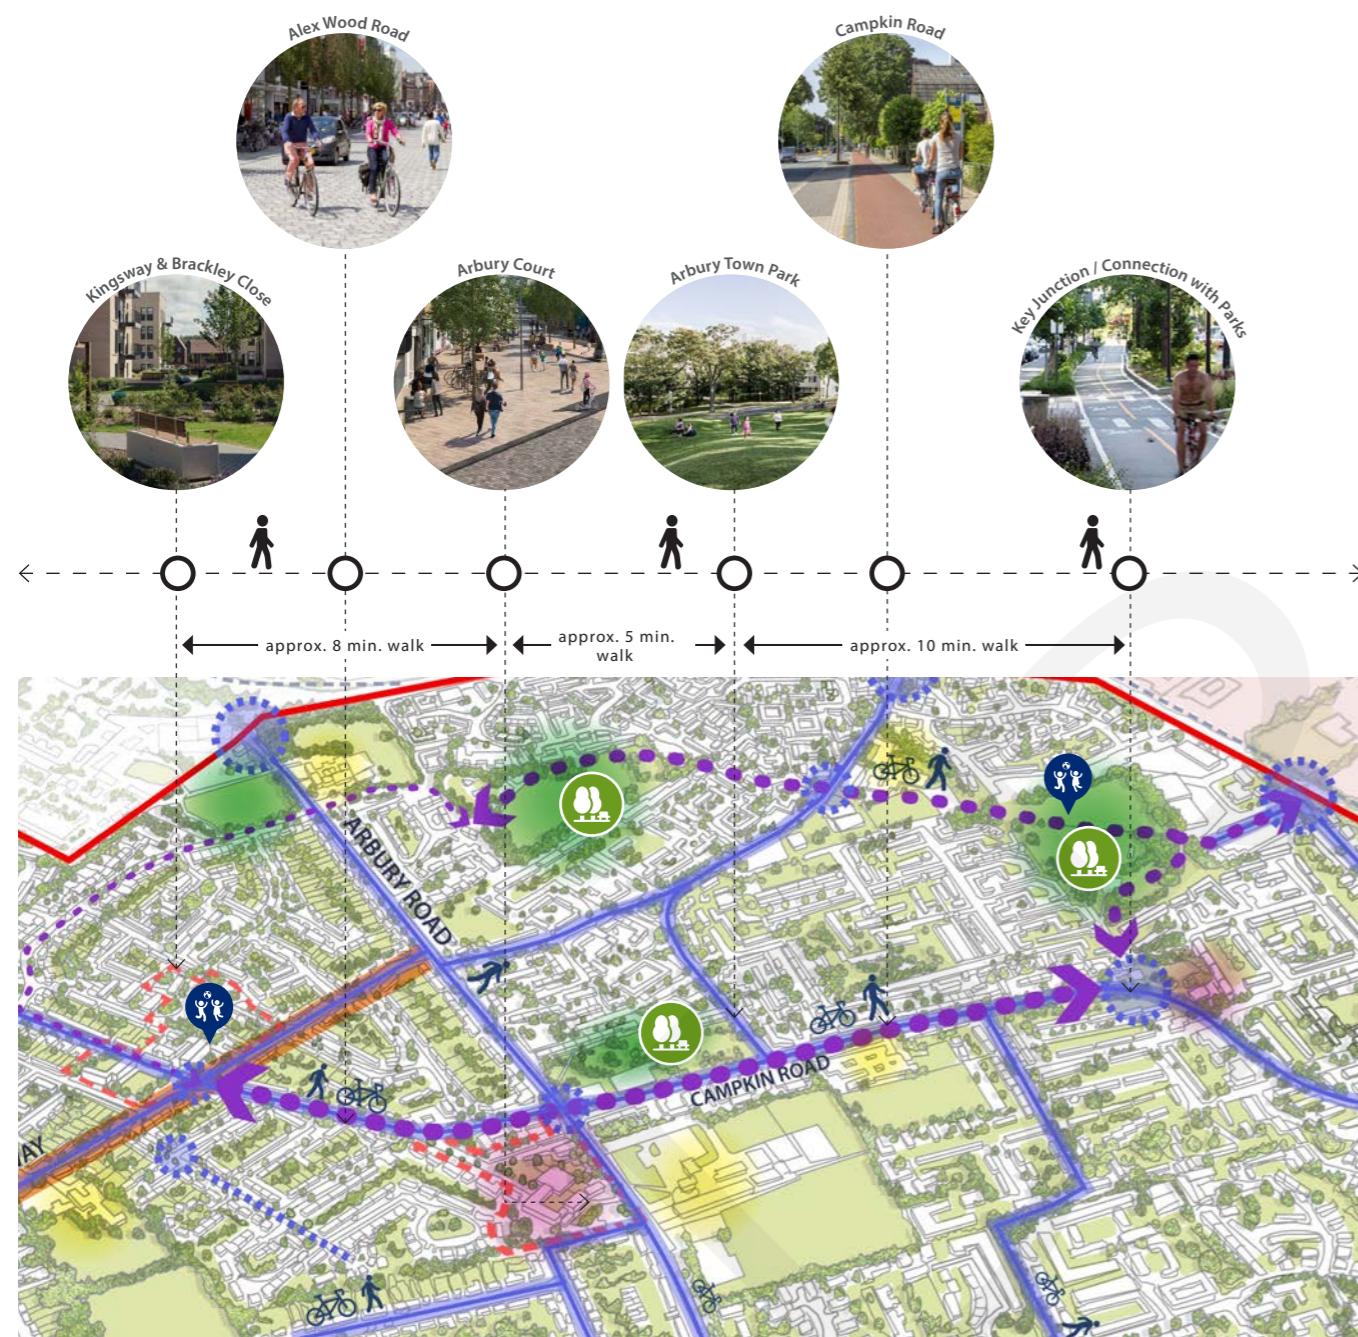 Alex Wood Road
Campkin Road
Kingsway & Brackley Close
Arbury Court
Arbury Town Park
Key Junction / Connection with Parks
approx. 8 min. walk
approx. 5 min.
walk
approx. 10 min. walk
ARBURY ROAD
CAMPKIN ROAD